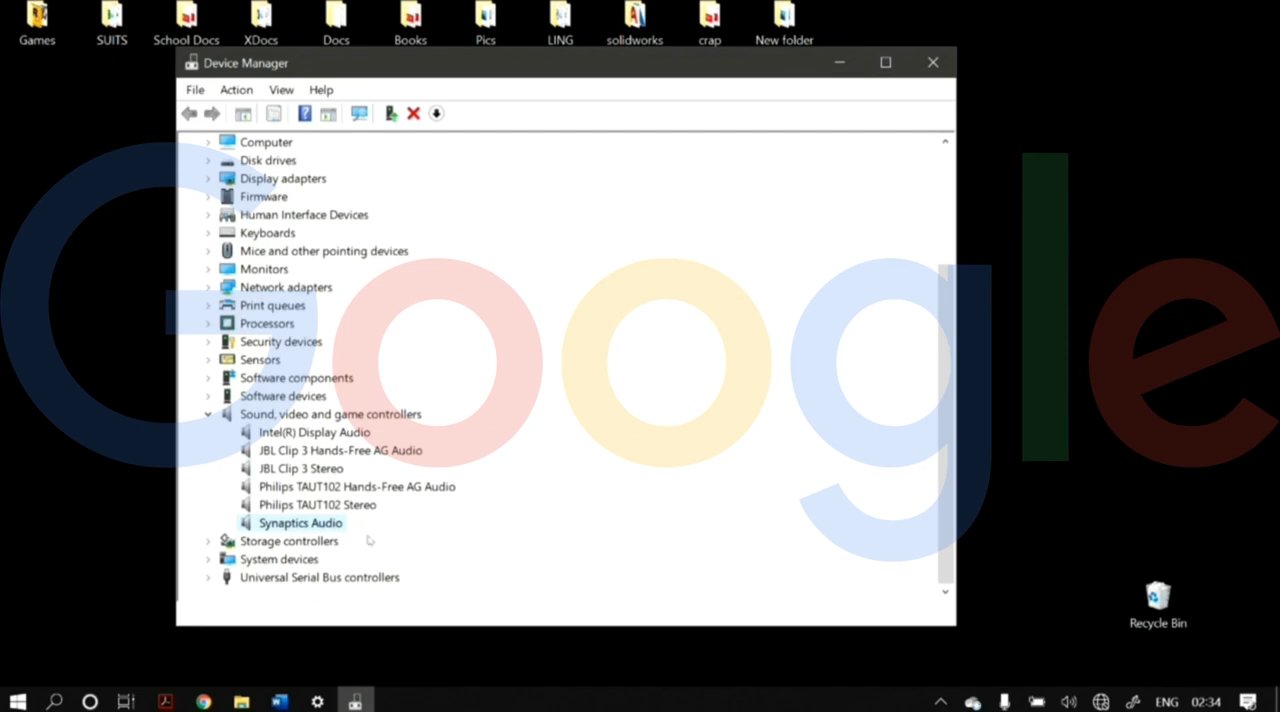 Games SUITS School Docs XDocs Docs Books Pics LING solidworks crap New folder
Device Manager
File Action View Help
Computer
Disk drives
Display adapters
Firmware
Human Interface Devices
Keyboards
Mice and other pointing devices
Monitors
Network adapters
Print queues
Processors
Security devices
Sensors
Software components
Software devices
Sound, video and game controllers
Intel(R) Display Audio
JBL Clip 3 Hands-Free AG Audio
JBL Clip 3 Stereo
Philips TAUT102 Hands-Free AG Audio
Philips TAUT102 Stereo
Synaptics Audio
Storage controllers
System devices
Universal Serial Bus controllers
Google
Recycle Bin
ENG 02:34